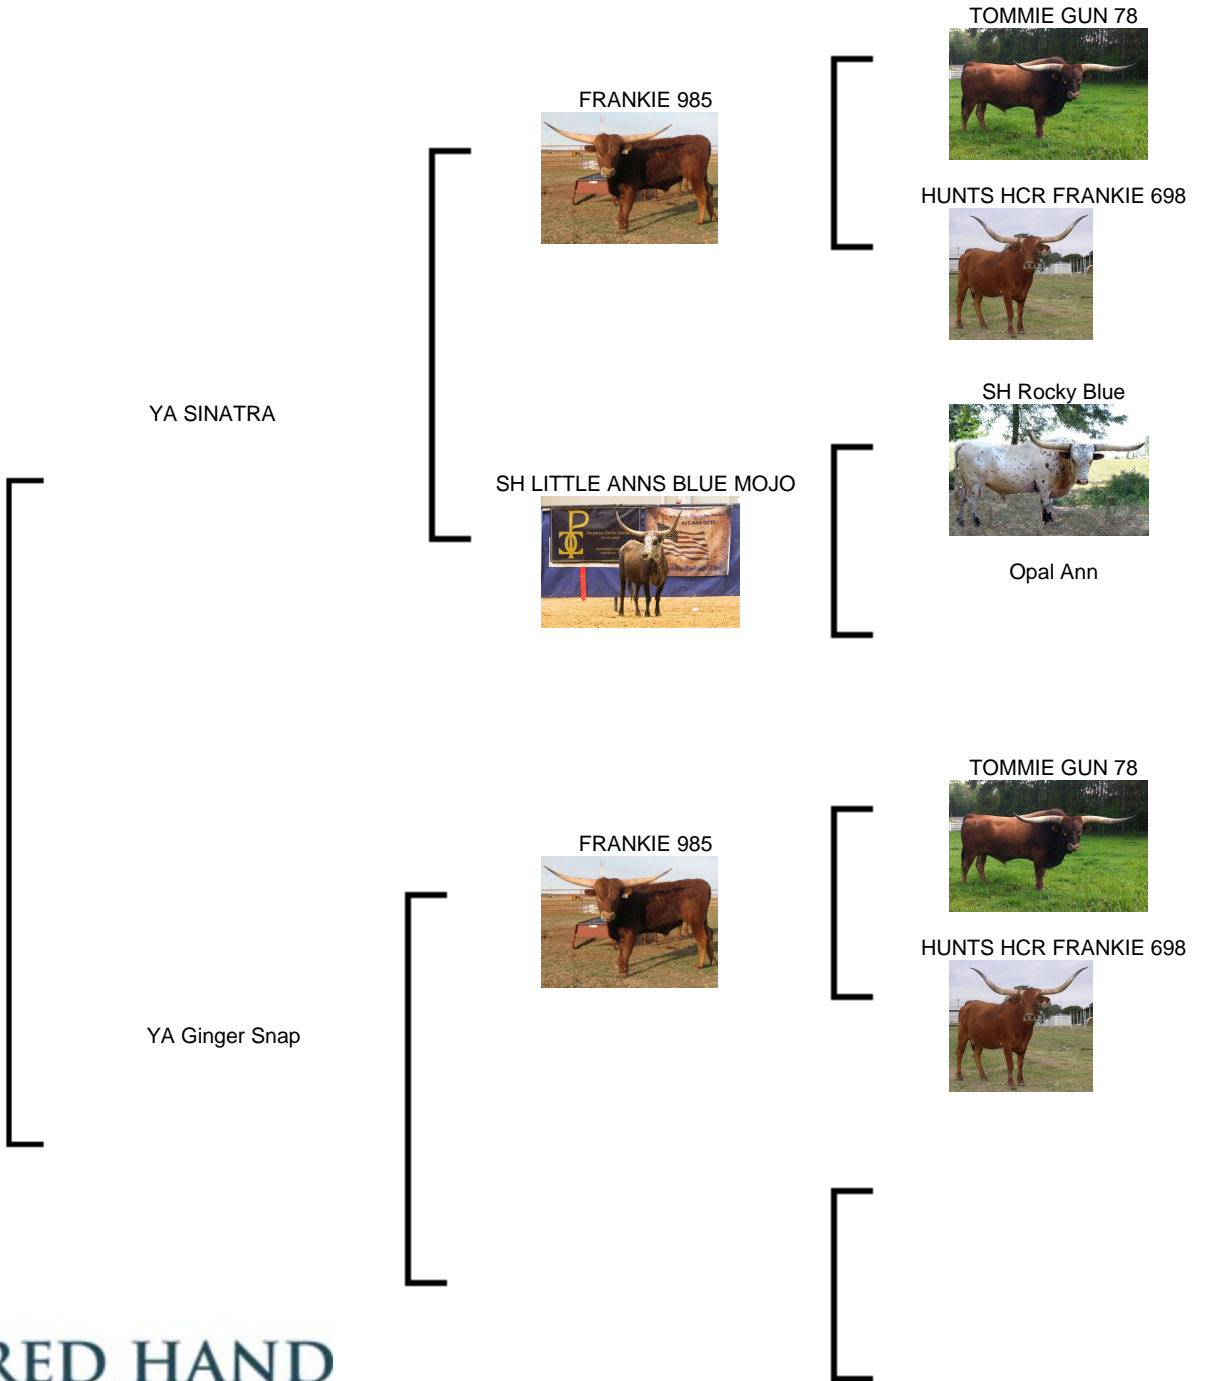 TOMMIE GUN 78
FRANKIE 985
HUNTS HCR FRANKIE 698
YA SINATRA
SH Rocky Blue
SH LITTLE ANNS BLUE MOJO
Opal Ann
TOMMIE GUN 78
FRANKIE 985
HUNTS HCR FRANKIE 698
YA Ginger Snap
RED HAND